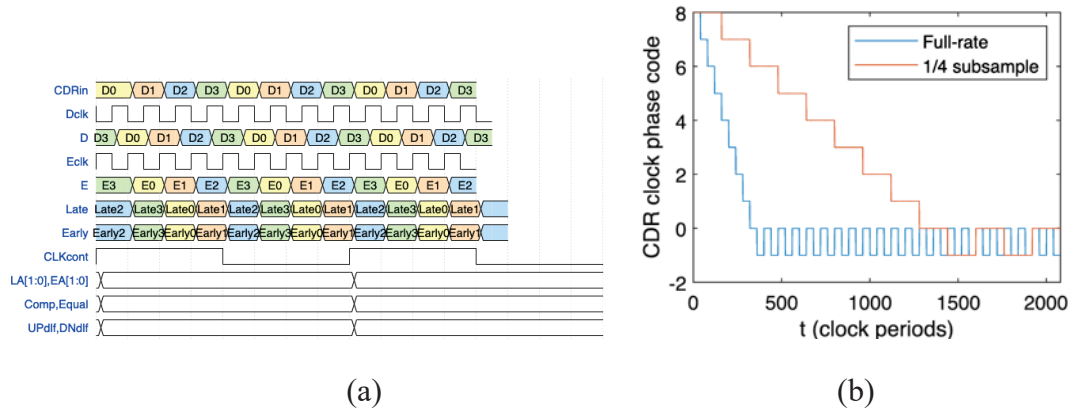 CDRin D0 D1 D2 D3 D0 D1 D2 D3 D0 D1 D2 D3
Dclk
D D3 D0 D1 D2 D3 D0 D1 D2 D3 D0 D1 D2 D3
Eclk
E E3 E0 E1 E2 E3 E0 E1 E2 E3 E0 E1 E2
Late Late2 Late3 Late0 Late1 Late2 Late3 Late0 Late1 Late2 Late3 Late0 Late1
Early Early2 Early3 Early0 Early1 Early2 Early3 Early0 Early1 Early2 Early3 Early0 Early1
CLKcont
LA[1:0],EA[1:0]
Comp,Equal
UPdlf,DNdlf
(a)
CDR clock phase code
8
6
4
2
0
-2
Full-rate
1/4 subsample
0 500 1000 1500 2000
t (clock periods)
(b)